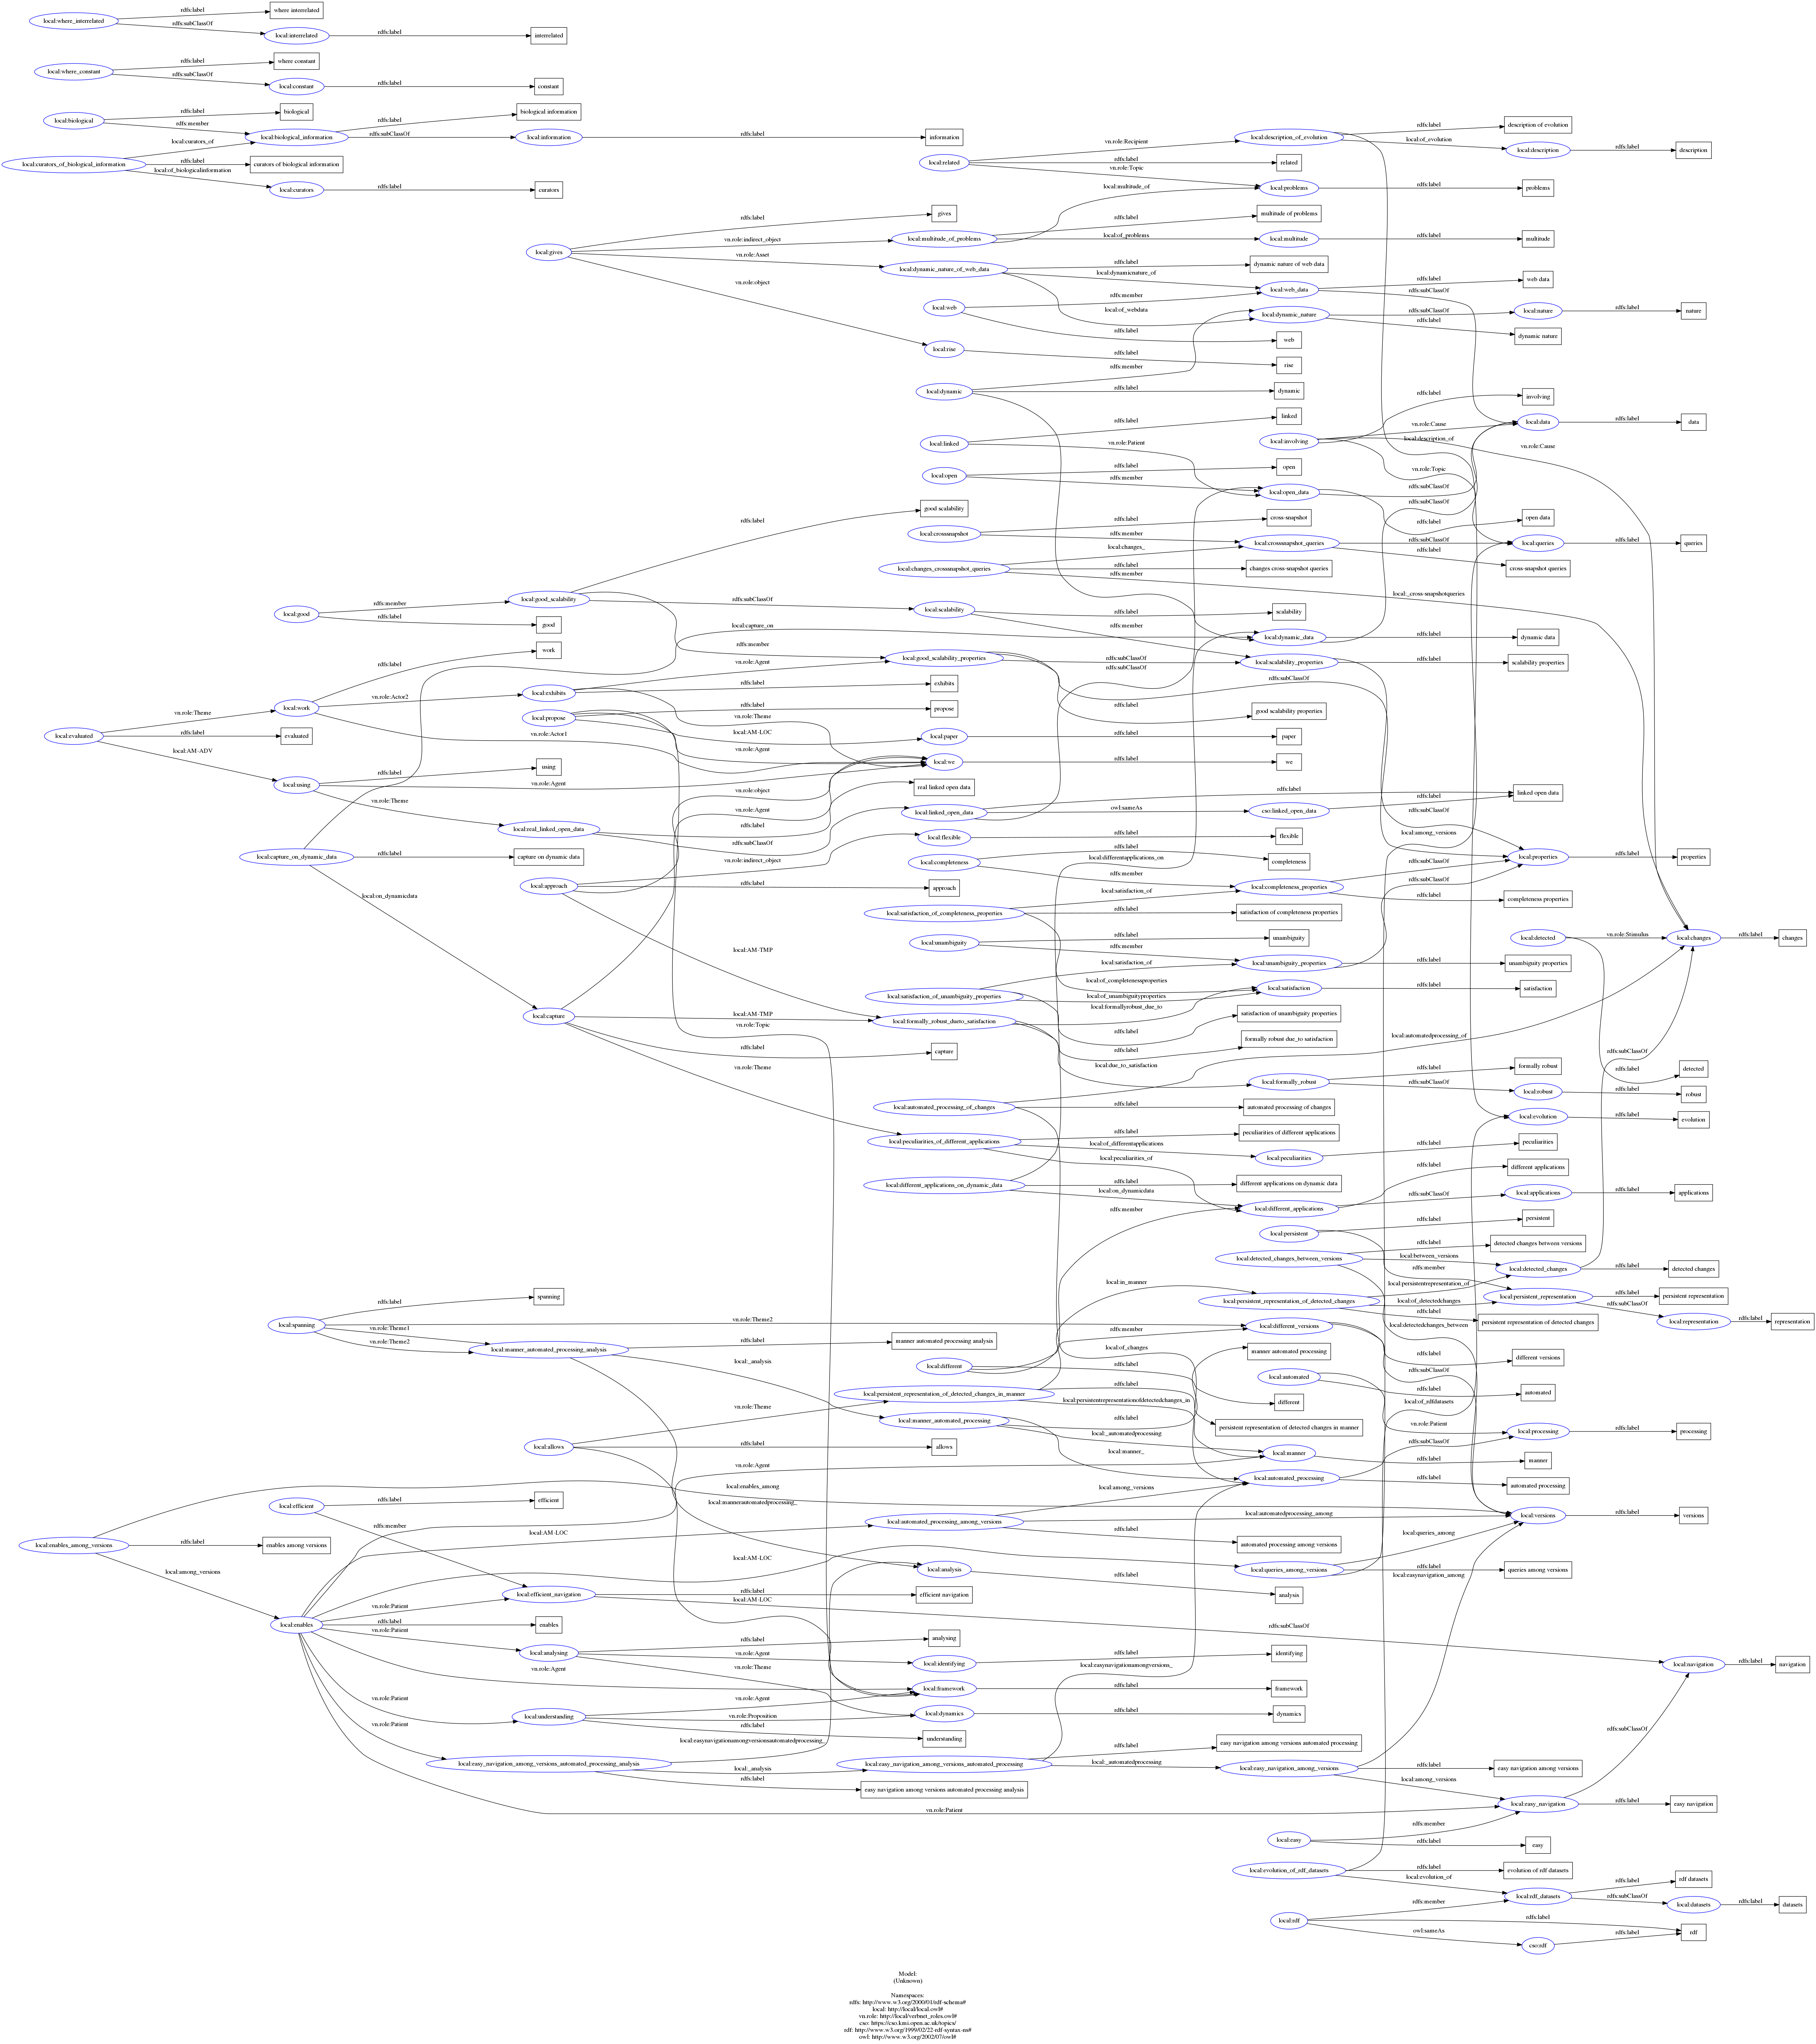 local:where_interrelated
rdfs:label
where interrelated
rdfs:subClassOf
local:interrelated
rdfs:label
interrelated
local:where_constant
rdfs:label
where constant
rdfs:subClassOf
local:constant
rdfs:label
constant
local:biological
rdfs:label
biological
rdfs:member
local:biological_information
rdfs:label
biological information
rdfs:subClassOf
local:information
rdfs:label
information
local:curators_of_biological_information
local:curators_of
rdfs:label
curators of biological information
local:of_biologicalinformation
local:curators
rdfs:label
curators
local:related
vn.role:Recipient
rdfs:label
related
vn.role:Topic
local:description_of_evolution
rdfs:label
description of evolution
local:of_evolution
local:description
rdfs:label
description
local:problems
rdfs:label
problems
local:gives
rdfs:label
gives
vn.role:indirect_object
local:multitude_of_problems
local:multitude_of
rdfs:label
multitude of problems
local:of_problems
local:multitude
rdfs:label
multitude
vn.role:Asset
local:dynamic_nature_of_web_data
rdfs:label
dynamic nature of web data
local:dynamicnature_of
local:web_data
rdfs:label
web data
rdfs:subClassOf
local:of_webdata
vn.role:object
local:rise
rdfs:label
rise
local:web
rdfs:member
rdfs:label
web
local:dynamic_nature
rdfs:subClassOf
local:nature
rdfs:label
nature
rdfs:label
dynamic nature
local:dynamic
rdfs:member
rdfs:label
dynamic
local:linked
rdfs:label
linked
vn.role:Patient
local:involving
rdfs:label
involving
vn.role:Cause
local:description_of
vn.role:Cause
vn.role:Topic
local:data
rdfs:label
data
local:open
rdfs:label
open
rdfs:member
local:open_data
rdfs:subClassOf
rdfs:label
open data
local:crosssnapshot
rdfs:label
cross-snapshot
rdfs:member
local:crosssnapshot_queries
rdfs:subClassOf
rdfs:label
cross-snapshot queries
local:queries
rdfs:label
queries
local:changes_crosssnapshot_queries
local:changes_
rdfs:label
changes cross-snapshot queries
rdfs:member
local:_cross-snapshotqueries
local:good
rdfs:member
rdfs:label
good
local:good_scalability
rdfs:label
good scalability
rdfs:subClassOf
rdfs:member
local:scalability
rdfs:label
scalability
rdfs:member
local:dynamic_data
rdfs:label
dynamic data
rdfs:subClassOf
local:capture_on
local:good_scalability_properties
rdfs:subClassOf
rdfs:subClassOf
rdfs:label
good scalability properties
local:scalability_properties
rdfs:label
scalability properties
rdfs:subClassOf
local:evaluated
vn.role:Theme
rdfs:label
evaluated
local:AM-ADV
local:work
rdfs:label
work
vn.role:Actor2
vn.role:Actor1
local:exhibits
vn.role:Agent
rdfs:label
exhibits
vn.role:Theme
local:propose
rdfs:label
propose
local:AM-LOC
vn.role:Agent
vn.role:Topic
local:paper
rdfs:label
paper
local:we
rdfs:label
we
local:using
rdfs:label
using
vn.role:Agent
vn.role:Theme
local:real_linked_open_data
rdfs:label
real linked open data
rdfs:subClassOf
local:linked_open_data
rdfs:label
linked open data
owl:sameAs
cso:linked_open_data
rdfs:label
rdfs:subClassOf
local:capture_on_dynamic_data
rdfs:label
capture on dynamic data
local:on_dynamicdata
local:approach
vn.role:object
vn.role:Agent
vn.role:indirect_object
rdfs:label
approach
local:AM-TMP
local:flexible
rdfs:label
flexible
local:completeness
rdfs:label
completeness
rdfs:member
local:completeness_properties
rdfs:subClassOf
rdfs:label
completeness properties
local:among_versions
local:differentapplications_on
local:properties
rdfs:label
properties
local:satisfaction_of_completeness_properties
local:satisfaction_of
rdfs:label
satisfaction of completeness properties
local:of_completenessproperties
local:unambiguity
rdfs:label
unambiguity
rdfs:member
local:unambiguity_properties
rdfs:subClassOf
rdfs:label
unambiguity properties
local:satisfaction_of_unambiguity_properties
local:satisfaction_of
local:of_unambiguityproperties
rdfs:label
satisfaction of unambiguity properties
local:satisfaction
rdfs:label
satisfaction
local:detected
vn.role:Stimulus
rdfs:label
detected
local:changes
rdfs:label
changes
local:capture
local:AM-TMP
rdfs:label
capture
vn.role:Theme
local:formally_robust_dueto_satisfaction
local:formallyrobust_due_to
rdfs:label
formally robust due_to satisfaction
local:due_to_satisfaction
local:formally_robust
rdfs:label
formally robust
rdfs:subClassOf
local:robust
rdfs:label
robust
local:automated_processing_of_changes
local:automatedprocessing_of
rdfs:label
automated processing of changes
local:of_changes
local:evolution
rdfs:label
evolution
local:peculiarities_of_different_applications
rdfs:label
peculiarities of different applications
local:of_differentapplications
local:peculiarities_of
local:peculiarities
rdfs:label
peculiarities
local:different_applications_on_dynamic_data
rdfs:label
different applications on dynamic data
local:on_dynamicdata
local:different_applications
rdfs:label
different applications
rdfs:subClassOf
local:applications
rdfs:label
applications
local:persistent
rdfs:label
persistent
rdfs:member
local:detected_changes_between_versions
rdfs:label
detected changes between versions
local:between_versions
local:detectedchanges_between
local:detected_changes
rdfs:subClassOf
rdfs:label
detected changes
local:persistent_representation_of_detected_changes
local:persistentrepresentation_of
local:of_detectedchanges
rdfs:label
persistent representation of detected changes
local:persistent_representation
rdfs:label
persistent representation
rdfs:subClassOf
local:representation
rdfs:label
representation
local:spanning
rdfs:label
spanning
vn.role:Theme2
vn.role:Theme1
vn.role:Theme2
local:manner_automated_processing_analysis
rdfs:label
manner automated processing analysis
local:_analysis
local:mannerautomatedprocessing_
local:different_versions
rdfs:label
different versions
rdfs:subClassOf
local:different
rdfs:member
rdfs:member
rdfs:label
different
local:persistent_representation_of_detected_changes_in_manner
local:in_manner
rdfs:label
persistent representation of detected changes in manner
local:persistentrepresentationofdetectedchanges_in
local:manner_automated_processing
rdfs:label
manner automated processing
local:_automatedprocessing
local:manner_
local:automated
rdfs:label
automated
rdfs:member
vn.role:Patient
local:of_rdfdatasets
local:processing
rdfs:label
processing
local:manner
rdfs:label
manner
local:automated_processing
rdfs:subClassOf
rdfs:label
automated processing
local:allows
vn.role:Theme
rdfs:label
allows
vn.role:Agent
local:efficient
rdfs:label
efficient
rdfs:member
local:enables_among_versions
local:enables_among
rdfs:label
enables among versions
local:among_versions
local:automated_processing_among_versions
local:among_versions
local:automatedprocessing_among
rdfs:label
automated processing among versions
local:versions
rdfs:label
versions
local:queries_among_versions
local:queries_among
rdfs:label
queries among versions
local:easynavigation_among
local:analysis
rdfs:label
analysis
local:efficient_navigation
rdfs:label
efficient navigation
rdfs:subClassOf
local:enables
local:AM-LOC
local:AM-LOC
local:AM-LOC
vn.role:Patient
rdfs:label
enables
vn.role:Patient
vn.role:Agent
vn.role:Patient
vn.role:Patient
vn.role:Patient
local:analysing
rdfs:label
analysing
vn.role:Agent
vn.role:Theme
local:identifying
rdfs:label
identifying
local:framework
rdfs:label
framework
local:understanding
vn.role:Agent
vn.role:Proposition
rdfs:label
understanding
local:dynamics
rdfs:label
dynamics
local:navigation
rdfs:label
navigation
local:easy_navigation_among_versions_automated_processing_analysis
local:easynavigationamongversionsautomatedprocessing_
local:_analysis
rdfs:label
easy navigation among versions automated processing analysis
local:easy_navigation_among_versions_automated_processing
local:easynavigationamongversions_
rdfs:label
easy navigation among versions automated processing
local:_automatedprocessing
local:easy_navigation_among_versions
rdfs:label
easy navigation among versions
local:among_versions
local:easy_navigation
rdfs:subClassOf
rdfs:label
easy navigation
local:easy
rdfs:member
rdfs:label
easy
local:evolution_of_rdf_datasets
rdfs:label
evolution of rdf datasets
local:evolution_of
local:rdf_datasets
rdfs:label
rdf datasets
rdfs:subClassOf
local:datasets
rdfs:label
datasets
local:rdf
rdfs:member
rdfs:label
rdf
owl:sameAs
cso:rdf
rdfs:label
Model:
(Unknown)
Namespaces:
rdfs: http://www.w3.org/2000/01/rdf-schema#
local: http://local/local.owl#
vn.role: http://local/verbnet_roles.owl#
cso: https://cso.kmi.open.ac.uk/topics/
rdf: http://www.w3.org/1999/02/22-rdf-syntax-ns#
owl: http://www.w3.org/2002/07/owl#